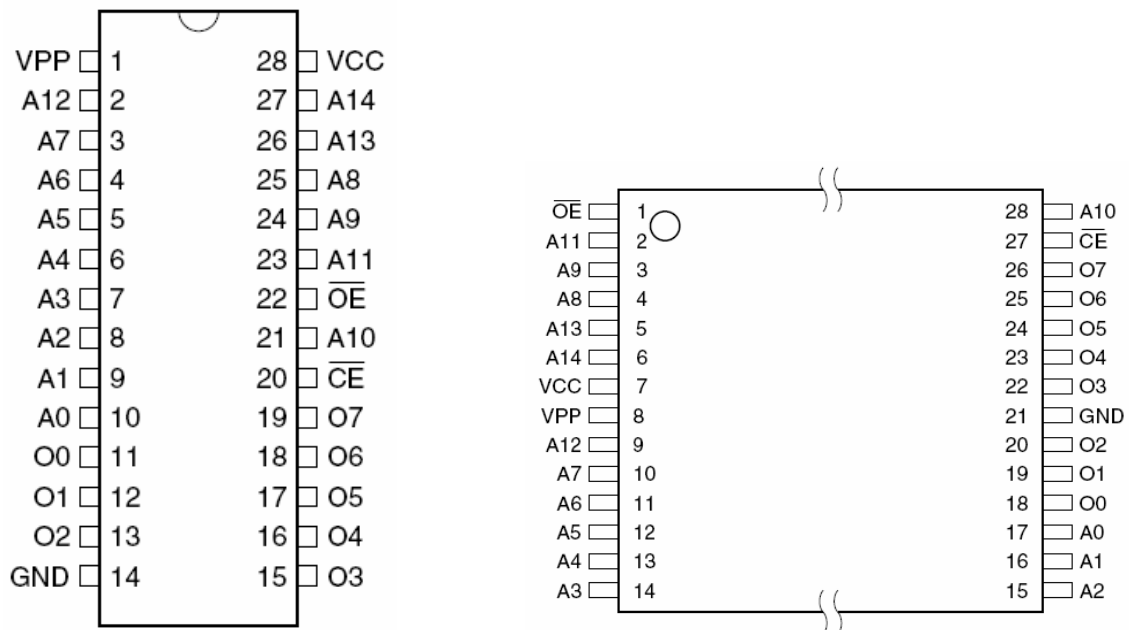 VPP 1 28 VCC
A12 2 27 A14
A7 3 26 A13
A6 4 25 A8
A5 5 24 A9
A4 6 23 A11
A3 7 22 O̅E̅
A2 8 21 A10
A1 9 20 C̅E̅
A0 10 19 O7
O0 11 18 O6
O1 12 17 O5
O2 13 16 O4
GND 14 15 O3
O̅E̅ 1 28 A10
A11 2 27 C̅E̅
A9 3 26 O7
A8 4 25 O6
A13 5 24 O5
A14 6 23 O4
VCC 7 22 O3
VPP 8 21 GND
A12 9 20 O2
A7 10 19 O1
A6 11 18 O0
A5 12 17 A0
A4 13 16 A1
A3 14 15 A2